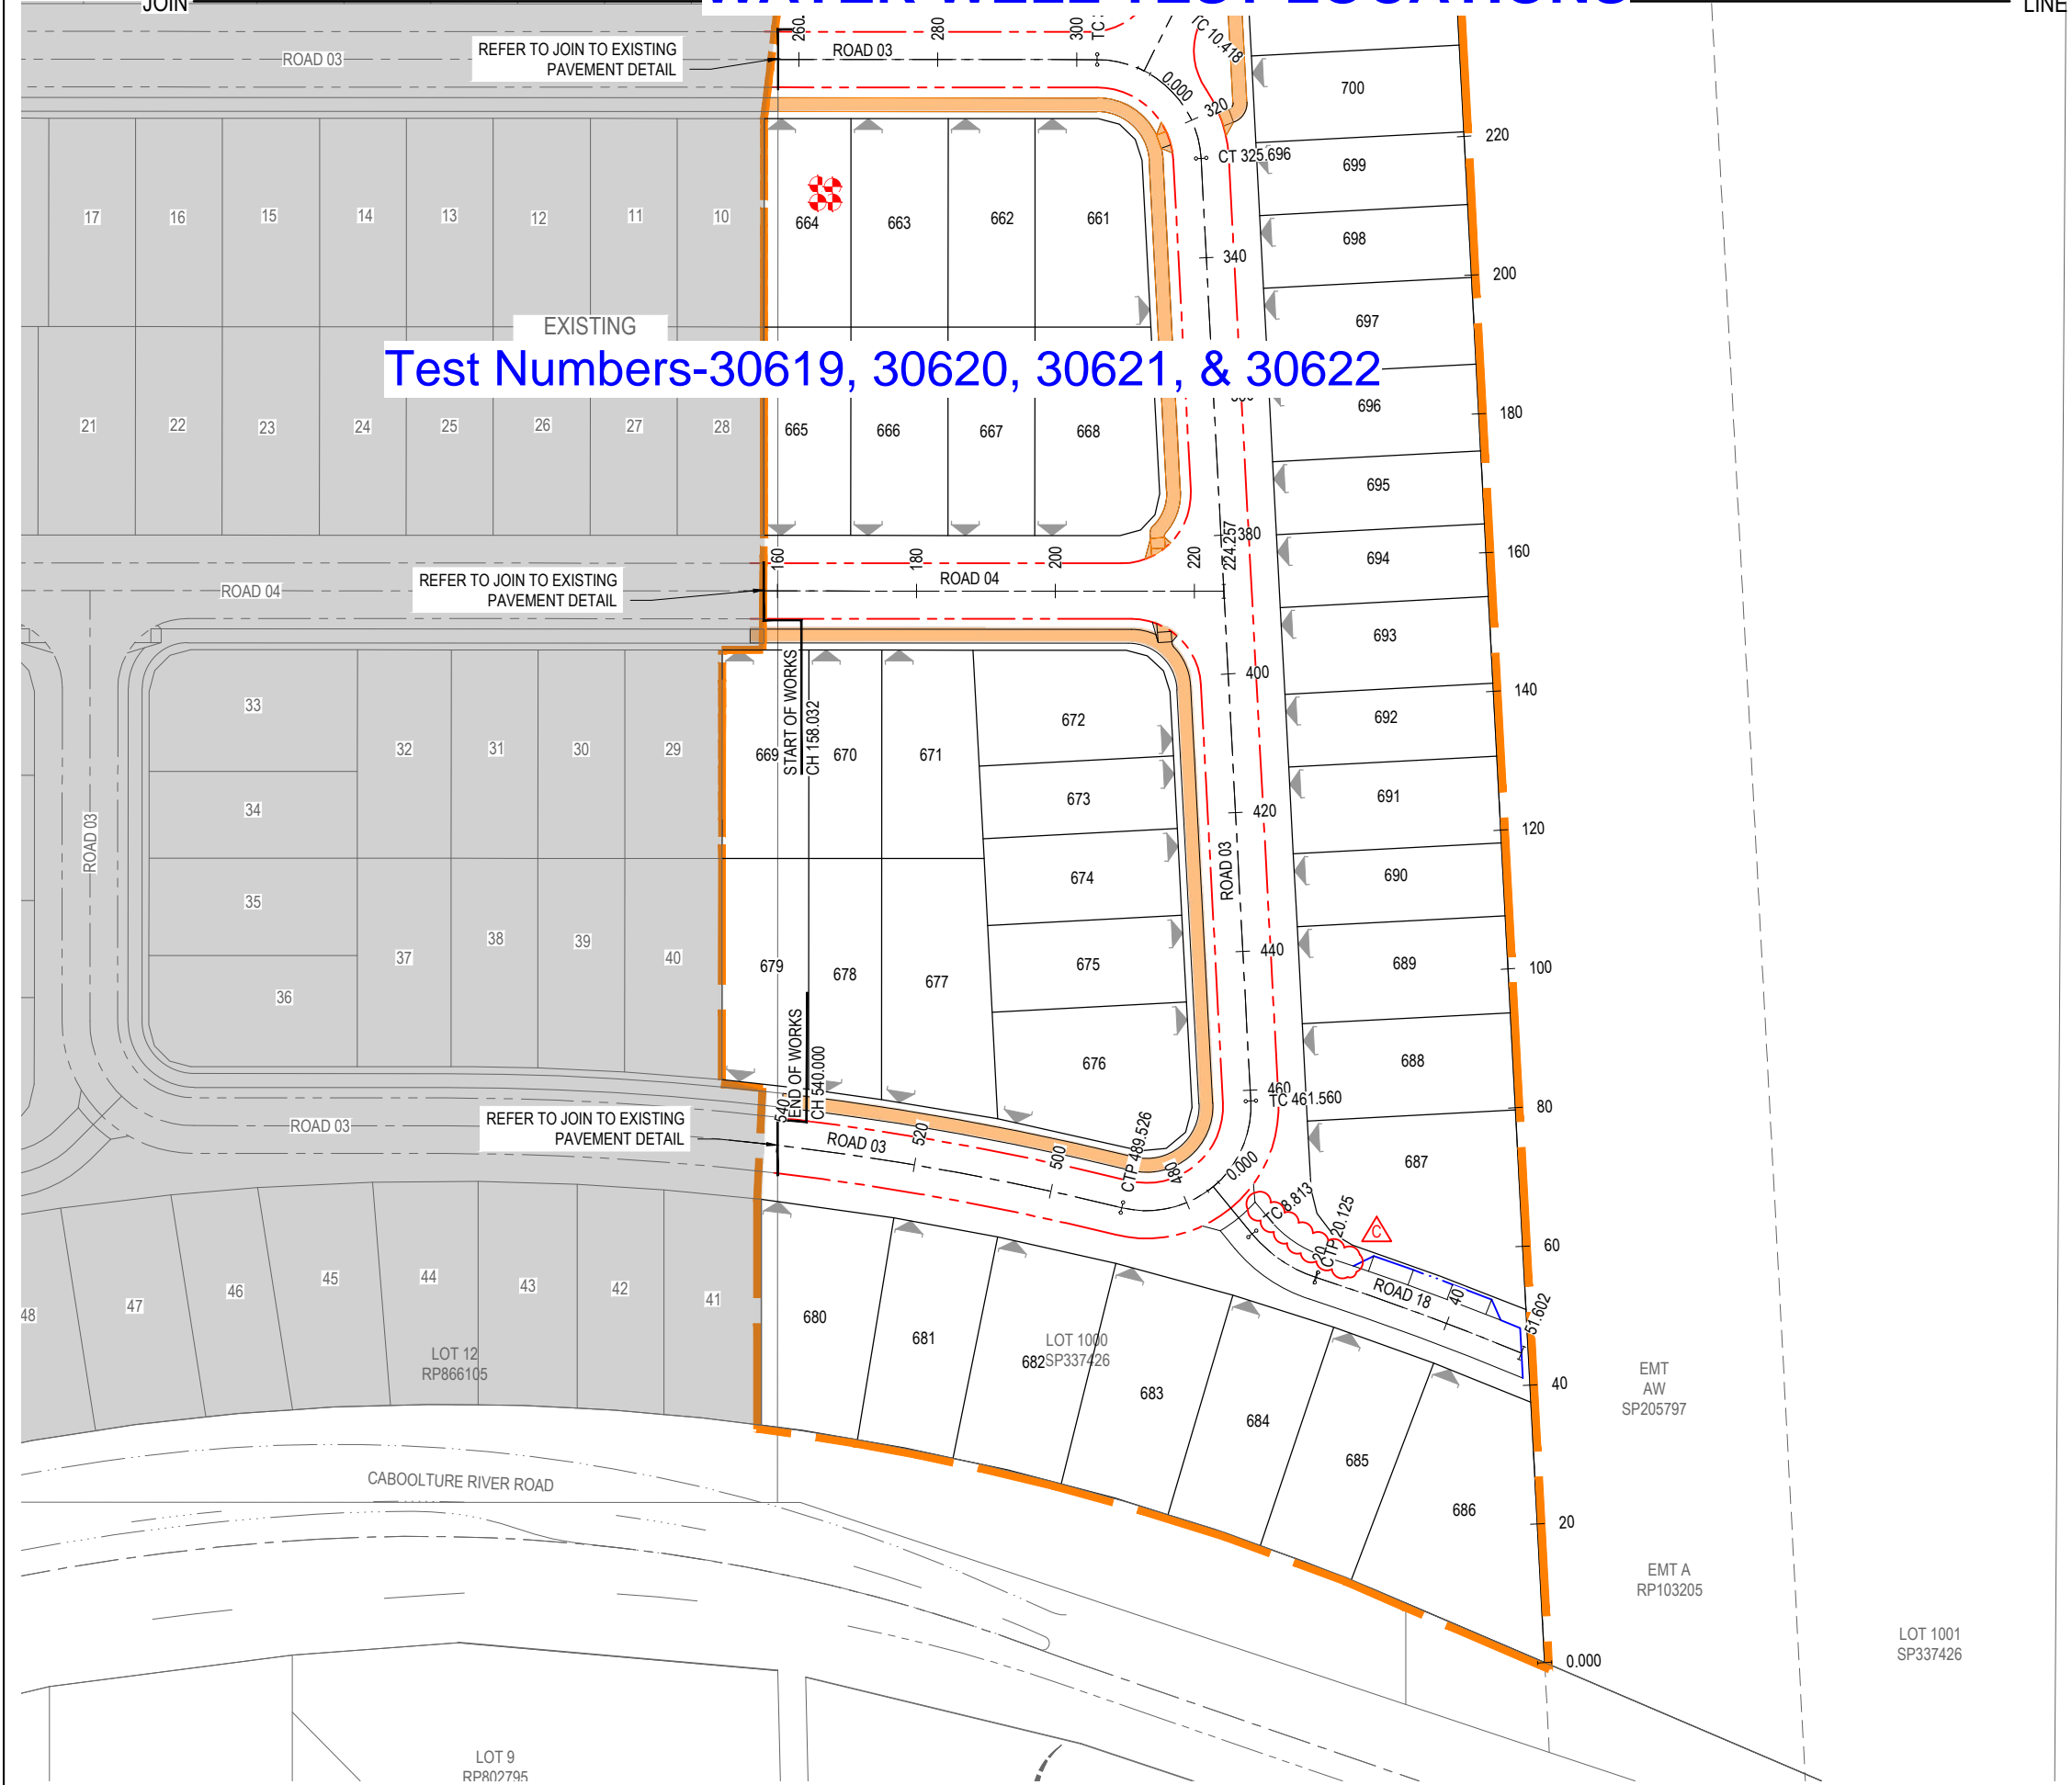 JOIN
WATER WELL TEST LOCATIONS
LINE
260
280
300
TC
TC 10.418
ROAD 03
REFER TO JOIN TO EXISTING
PAVEMENT DETAIL
ROAD 03
0.000
320
700
220
CT 325.696
699
17
16
15
14
13
12
11
10
664
663
662
661
698
340
200
697
EXISTING
Test Numbers-30619, 30620, 30621, & 30622
696
180
21
22
23
24
25
26
27
28
665
666
667
668
695
380
224.257
694
160
160
180
200
220
ROAD 04
REFER TO JOIN TO EXISTING
PAVEMENT DETAIL
ROAD 04
693
400
140
START OF WORKS
CH 158.032
33
32
31
30
29
669
670
671
672
692
673
691
34
ROAD 03
420
120
ROAD 03
674
690
35
38
39
40
37
679
678
677
675
440
689
100
36
676
688
END OF WORKS
CH 540.000
540
460
TC 461.560
80
REFER TO JOIN TO EXISTING
PAVEMENT DETAIL
ROAD 03
ROAD 03
520
500
CTP 489.526
480
0.000
687
TC 8.813
20
CTP 20.125
C
60
ROAD 18
40
51.602
48
47
46
45
44
43
42
41
680
681
682
LOT 1000
SP337426
683
684
685
686
LOT 12
RP866105
EMT
AW
SP205797
40
20
CABOOLTURE RIVER ROAD
EMT A
RP103205
LOT 1001
SP337426
0.000
LOT 9
RP802795